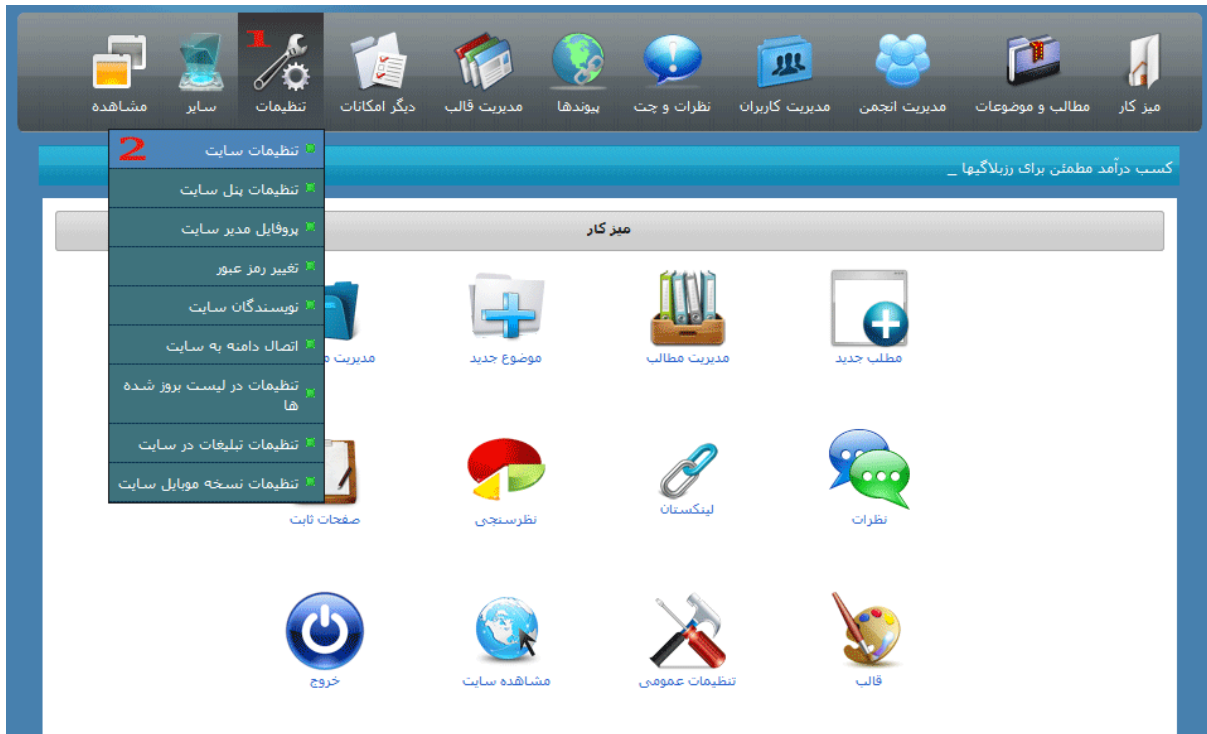 میز کار
مطالب و موضوعات
مدیریت انجمن
مدیریت کاربران
نظرات و چت
پیوندها
مدیریت قالب
دیگر امکانات
1
تنظیمات
سایر
مشاهده
2
تنظیمات سایت
تنظیمات پنل سایت
پروفایل مدیر سایت
تغییر رمز عبور
نویسندگان سایت
اتصال دامنه به سایت
تنظیمات در لیست بروز شده
ها
تنظیمات تبلیغات در سایت
تنظیمات نسخه موبایل سایت
کسب درآمد مطمئن برای رزبلاگیها _
میز کار
مطلب جدید
مدیریت مطالب
موضوع جدید
مدیریت
نظرات
لینکستان
نظرسنجی
صفحات ثابت
قالب
تنظیمات عمومی
مشاهده سایت
خروج